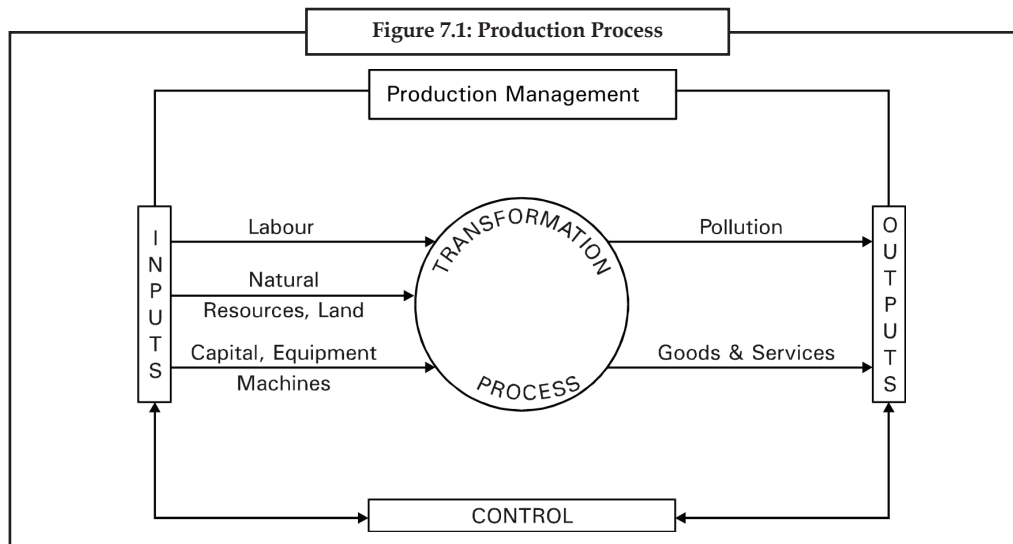 Figure 7.1: Production Process
Production Management
INPUTS
Labour
Natural
Resources, Land
Capital, Equipment
Machines
TRANSFORMATION
PROCESS
Pollution
Goods & Services
OUTPUTS
CONTROL